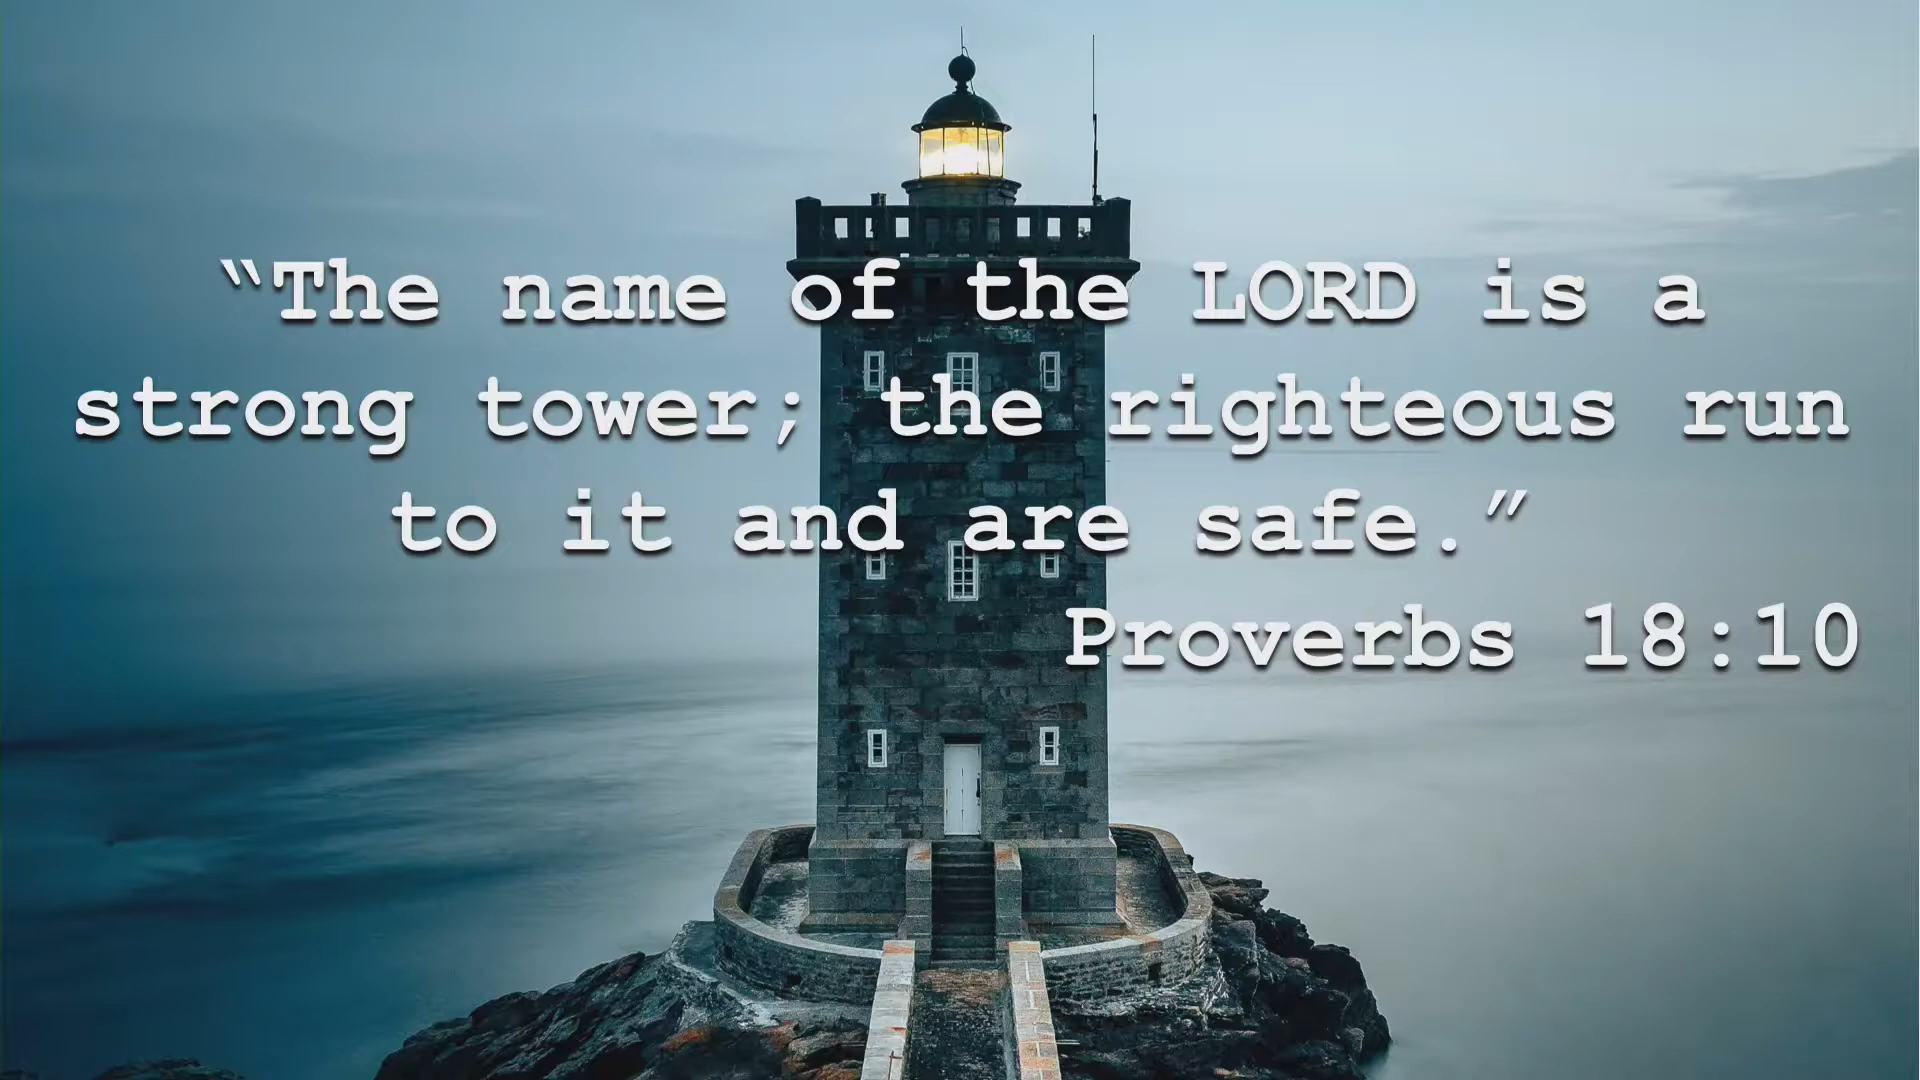 “The name of the LORD is a
strong tower; the righteous run
to it and are safe.”
Proverbs 18:10